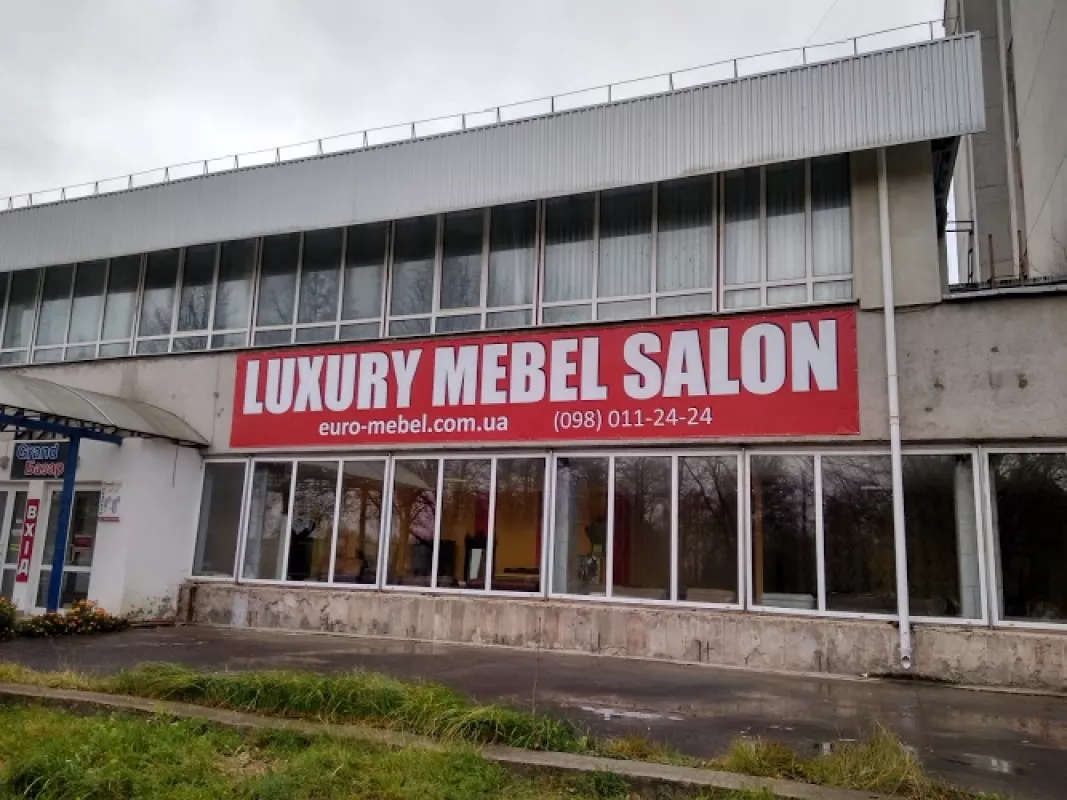 LUXURY MEBEL SALON
euro-mebel.com.ua (098) 011-24-24
Grand
Базар
ВХІД